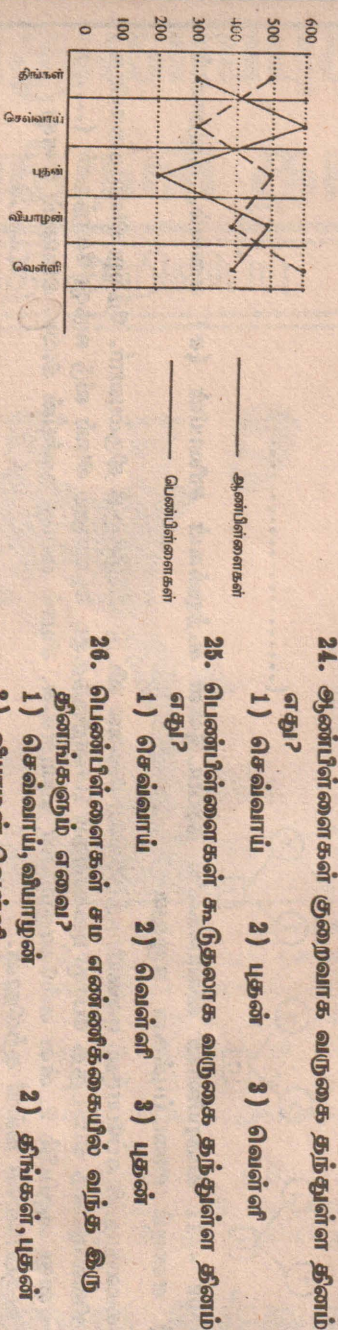 600
500
400
300
200
100
0
திங்கள்
செவ்வாய்
புதன்
வியாழன்
வெள்ளி
ஆண்பிள்ளைகள்
பெண்பிள்ளைகள்
24. ஆண்பிள்ளைகள் குறைவாக வருகை தந்துள்ள தினம்
எது?
1) செவ்வாய் 2) புதன் 3) வெள்ளி
25. பெண்பிள்ளைகள் கூடுதலாக வருகை தந்துள்ள தினம்
எது?
1) செவ்வாய் 2) வெள்ளி 3) புதன்
26. பெண்பிள்ளைகள் சம எண்ணிக்கையில் வந்த இரு
தினங்களும் எவை?
1) செவ்வாய், வியாழன் 2) திங்கள், புதன்